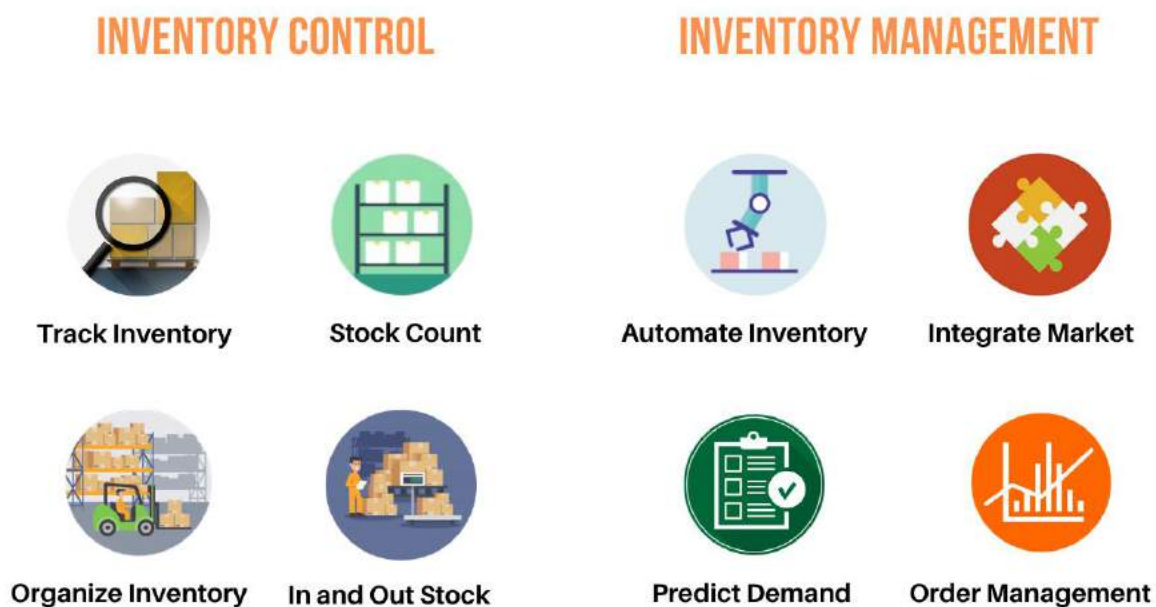 INVENTORY CONTROL
INVENTORY MANAGEMENT
Track Inventory
Stock Count
Automate Inventory
Integrate Market
Organize Inventory
In and Out Stock
Predict Demand
Order Management